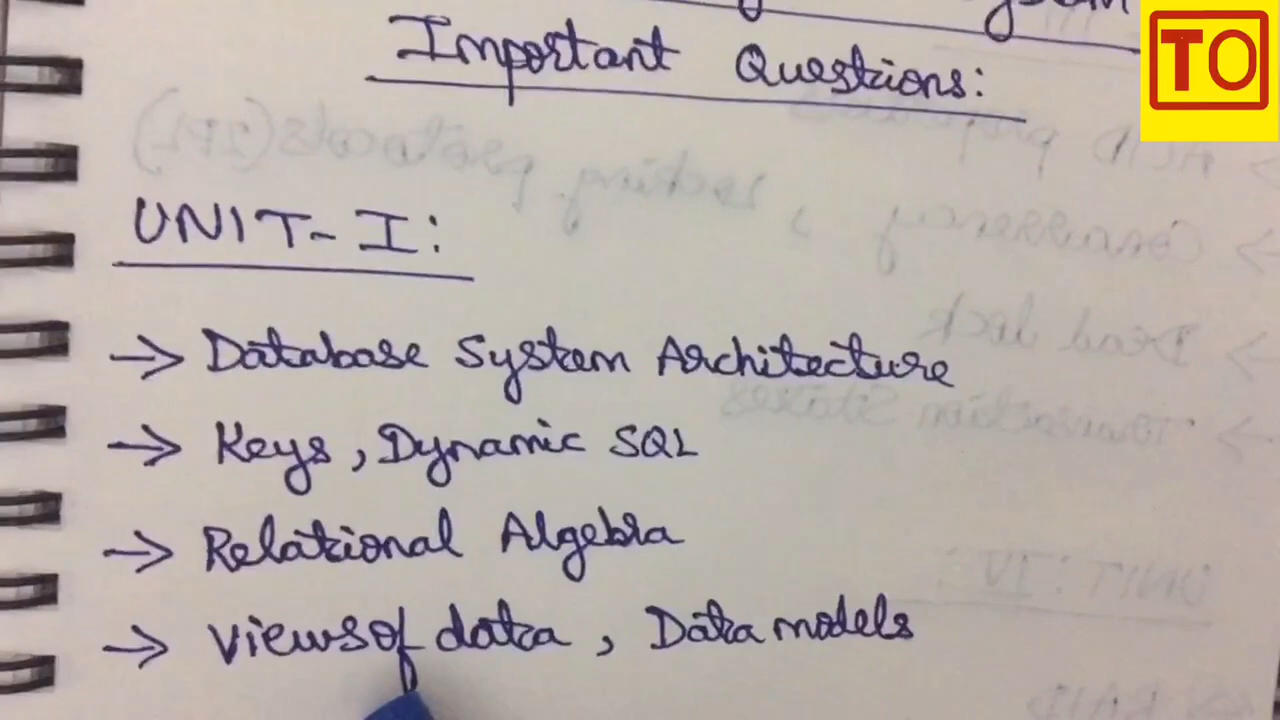 Important Questions:
TO
UNIT- I:
→ Database System Architecture
→ Keys, Dynamic SQL
→ Relational Algebra
→ Views of data, Data models